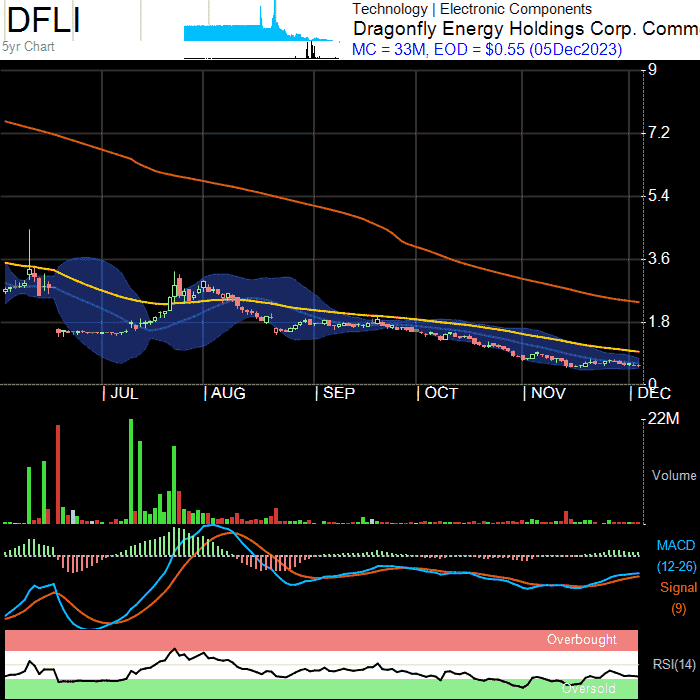 DFLI
5yr Chart
Technology | Electronic Components
Dragonfly Energy Holdings Corp. Comm
MC = 33M, EOD = $0.55 (05Dec2023)
9
7.2
5.4
3.6
1.8
0
JUL
AUG
SEP
OCT
NOV
DEC
22M
Volume
MACD
(12-26)
Signal
(9)
Overbought
RSI(14)
Oversold